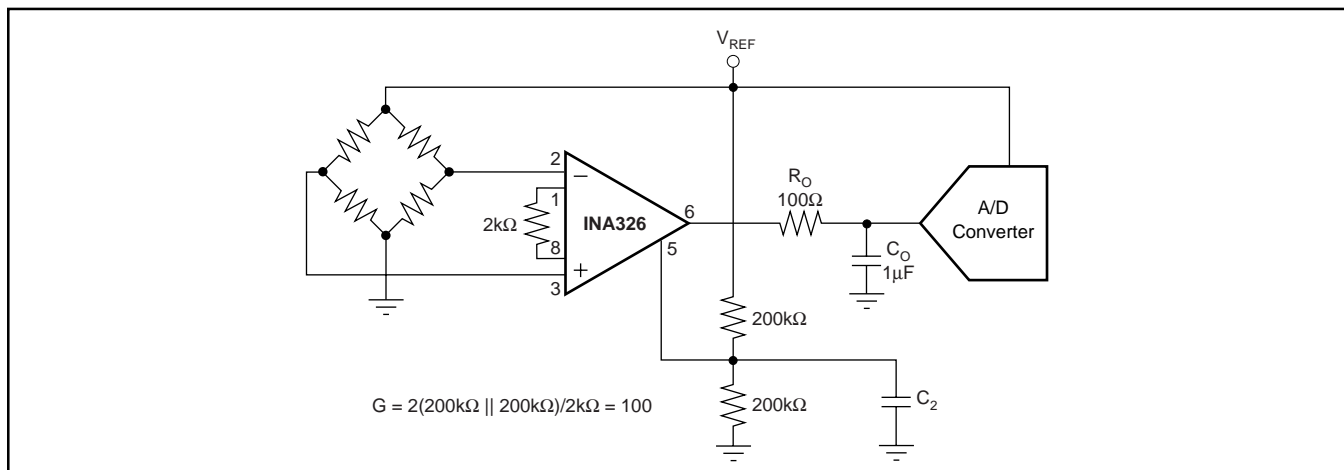 V_REF
2
1
2kΩ
8
3
−
+
INA326
6
5
R_O
100Ω
C_O
1μF
A/D
Converter
200kΩ
200kΩ
C_2
G = 2(200kΩ || 200kΩ)/2kΩ = 100